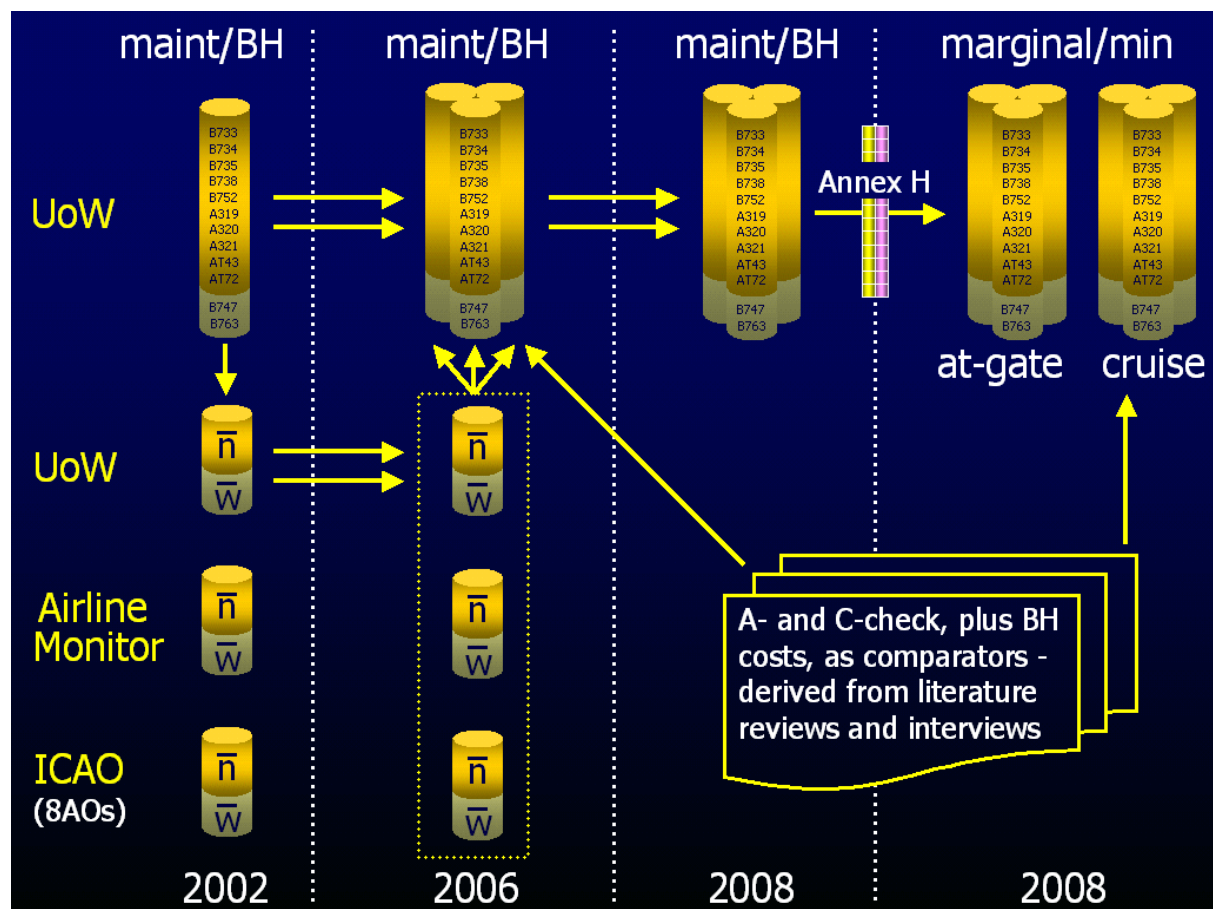 maint/BH maint/BH maint/BH marginal/min
UoW
B733
B734
B735
B738
B752
A319
A320
A321
AT43
AT72
B747
B763
B733
B734
B735
B738
B752
A319
A320
A321
AT43
AT72
B747
B763
B733
B734
B735
B738
B752
A319
A320
A321
AT43
AT72
B747
B763
Annex H
B733
B734
B735
B738
B752
A319
A320
A321
AT43
AT72
B747
B763
B733
B734
B735
B738
B752
A319
A320
A321
AT43
AT72
B747
B763
at-gate cruise
UoW
n̅
w̅
n̅
w̅
Airline
Monitor
n̅
w̅
n̅
w̅
ICAO
(8AOs)
n̅
w̅
n̅
w̅
A- and C-check, plus BH
costs, as comparators -
derived from literature
reviews and interviews
2002 2006 2008 2008